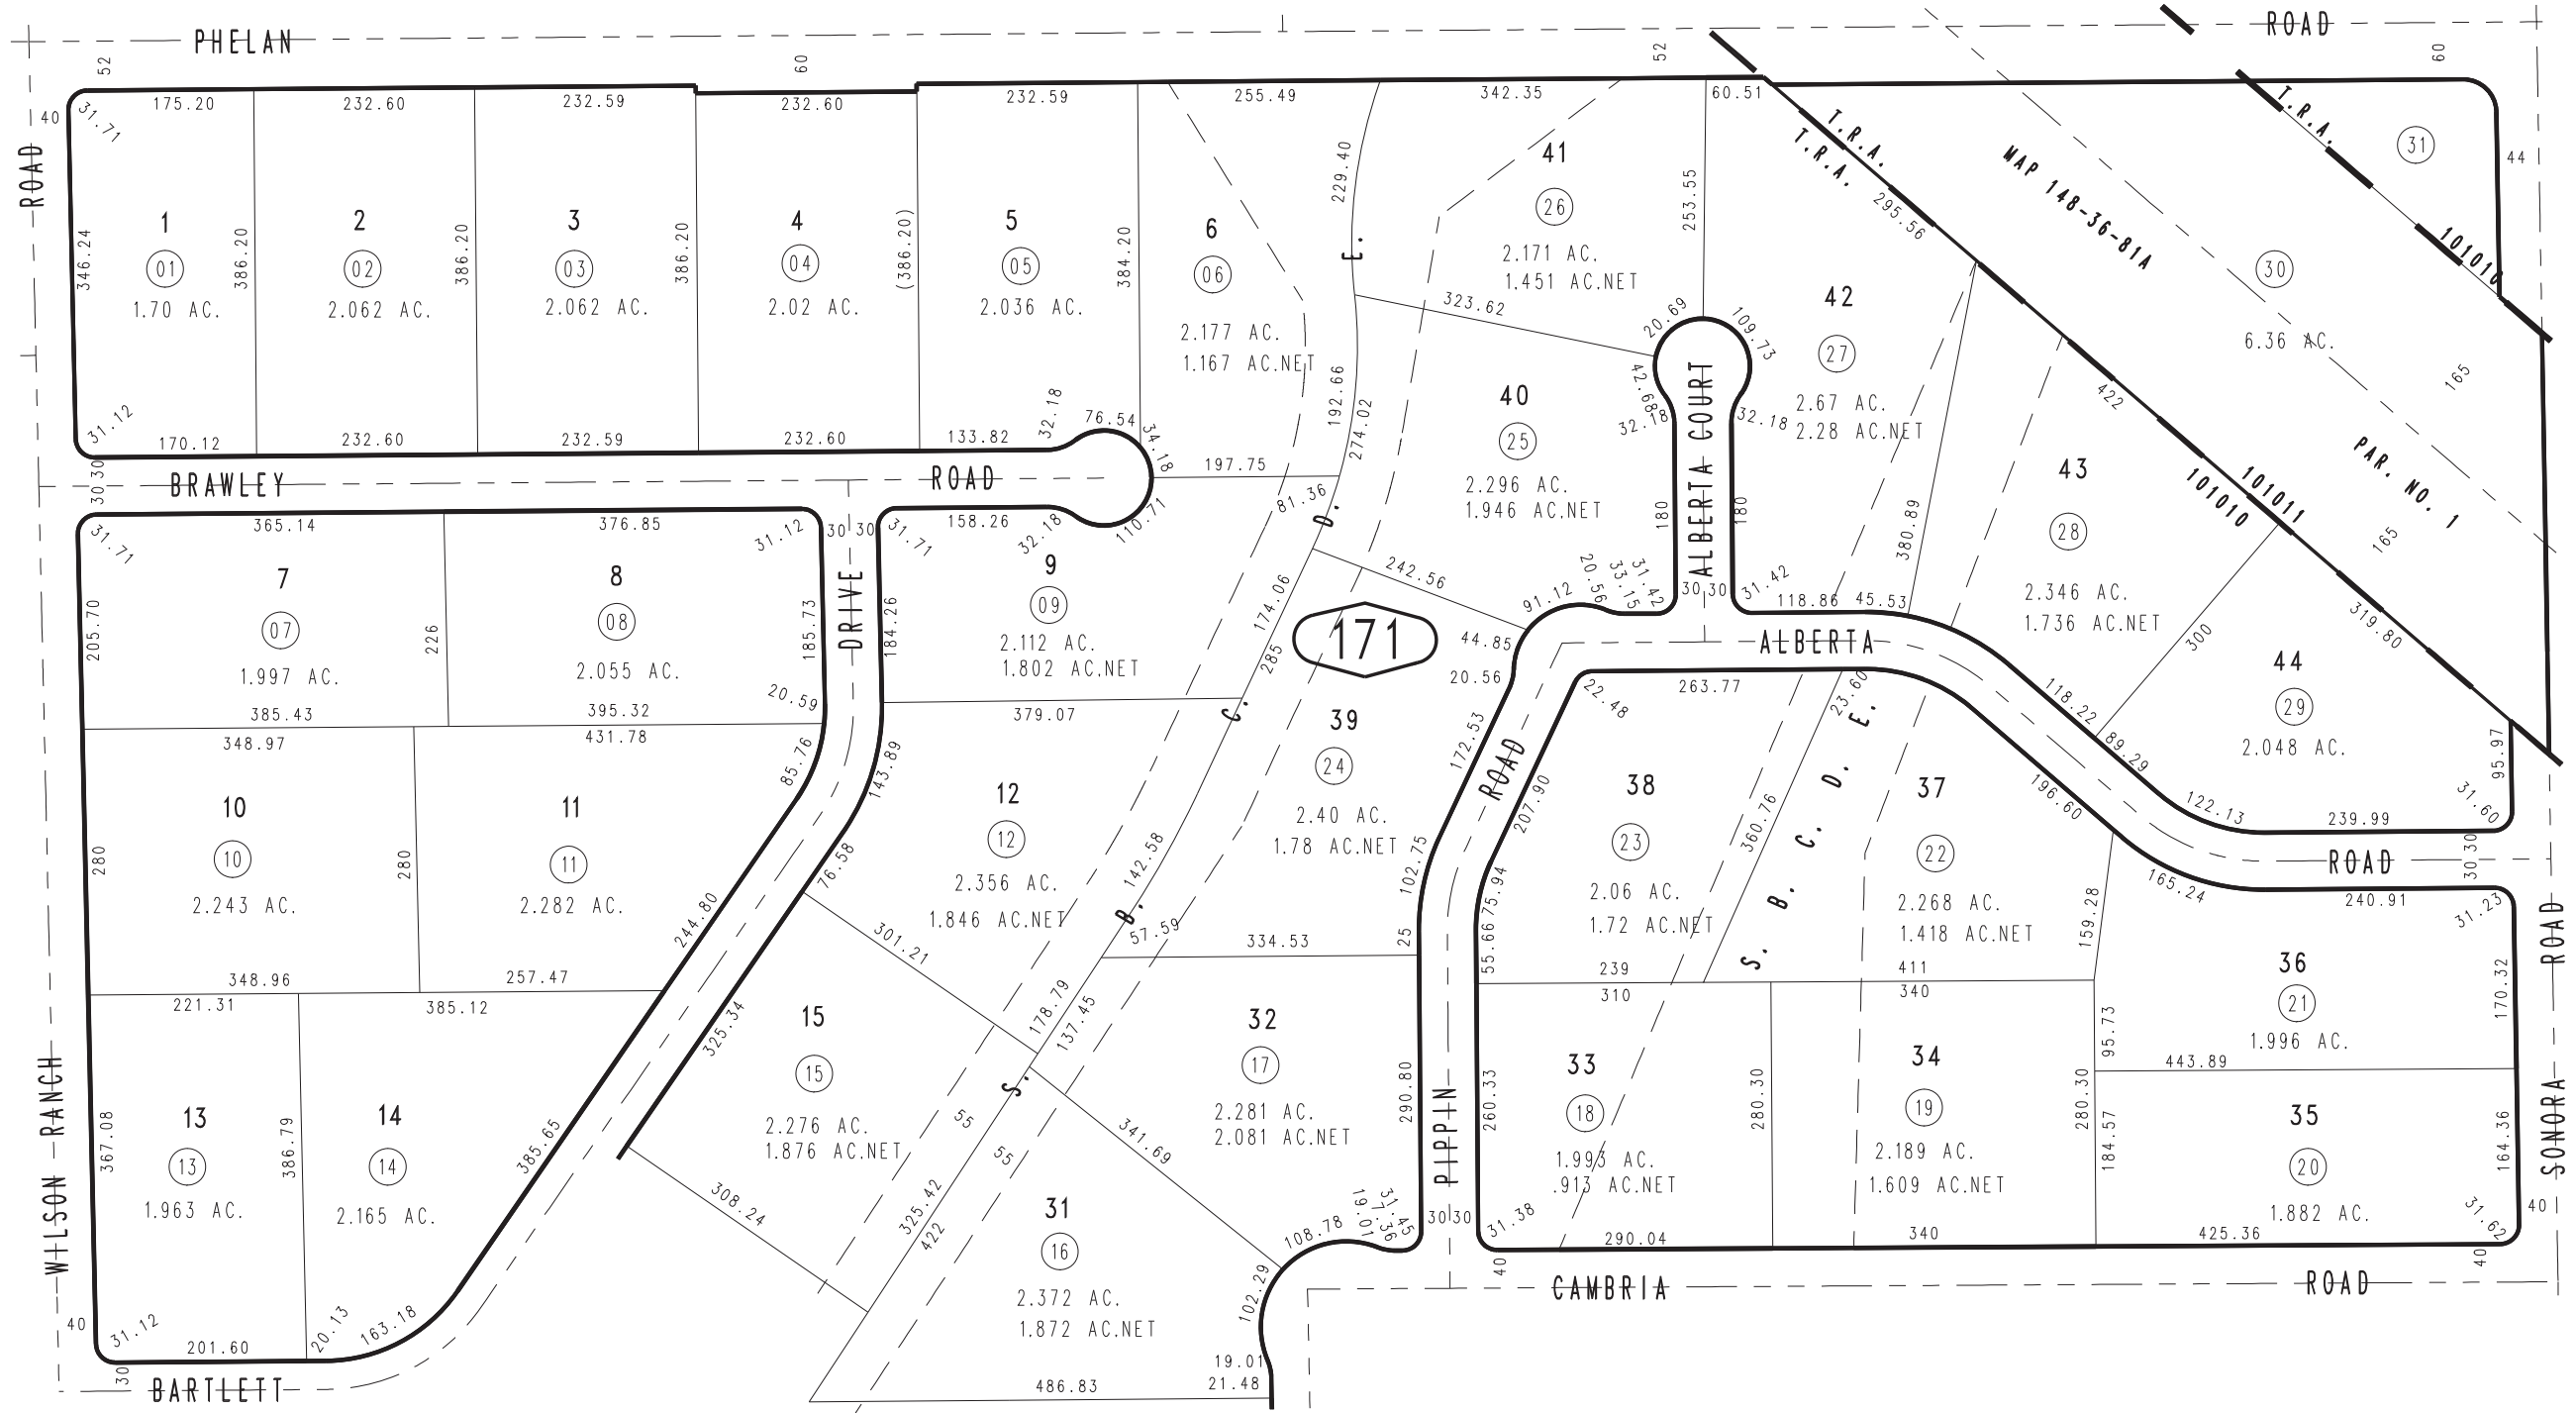 PHELAN ROAD
52 60 52 60
40 31.71 175.20 232.60 232.59 232.60 232.59 255.49 342.35 60.51
ROAD
T.R.A.
T.R.A.
T.R.A.
MAP 148-36-81A
31
44
1
01
1.70 AC.
346.24
386.20
2
02
2.062 AC.
386.20
3
03
2.062 AC.
386.20
4
04
2.02 AC.
(386.20)
5
05
2.036 AC.
384.20
6
06
2.177 AC.
1.167 AC.NET
229.40
E.
192.66
274.02
41
26
2.171 AC.
1.451 AC.NET
323.62
253.55
20.69
109.73
42.68
32.18
32.18
42
27
2.67 AC.
2.28 AC.NET
295.56
30
6.36 AC.
101010
165
422
PAR. NO. 1
165
101011
101010
31.12 170.12 232.60 232.59 232.60 133.82 32.18 76.54 34.18
197.75
81.36
30 30
BRAWLEY ROAD
40
25
2.296 AC.
1.946 AC.NET
ALBERTA COURT
180
180
380.89
43
28
2.346 AC.
1.736 AC.NET
300
319.80
44
29
2.048 AC.
95.97
31.71 365.14 376.85 31.12 30 30 31.71 158.26 32.18 110.71
D.
7
07
1.997 AC.
205.70
226
385.43
8
08
2.055 AC.
185.73
20.59
395.32
DRIVE
184.26
9
09
2.112 AC.
1.802 AC.NET
379.07
174.06
285
C.
242.56
171
91.12
20.56
33.15
31.42
30 30
31.42
118.86 45.53
44.85
20.56
ALBERTA
22.48
263.77
23.60
118.22
89.29
122.13
239.99
31.60
30 30
ROAD
348.97
431.78
85.76
143.89
10
10
2.243 AC.
280
280
348.96
11
11
2.282 AC.
257.47
244.80
76.58
12
12
2.356 AC.
1.846 AC.NET
301.21
142.58
B.
57.59
39
24
2.40 AC.
1.78 AC.NET
334.53
172.53
ROAD
207.90
102.75
25
75.94
55.66
38
23
2.06 AC.
1.72 AC.NET
239
360.76
S. B. C. D. E.
37
22
2.268 AC.
1.418 AC.NET
411
196.60
165.24
159.28
240.91
31.23
ROAD
36
21
1.996 AC.
170.32
443.89
95.73
221.31
385.12
13
13
1.963 AC.
367.08
386.79
14
14
2.165 AC.
385.65
325.34
15
15
2.276 AC.
1.876 AC.NET
308.24
178.79
137.45
S.
55
55
325.42
422
32
17
2.281 AC.
2.081 AC.NET
341.69
290.80
310
33
18
1.993 AC.
.913 AC.NET
260.33
280.30
340
34
19
2.189 AC.
1.609 AC.NET
280.30
184.57
35
20
1.882 AC.
164.36
31.62
31
16
2.372 AC.
1.872 AC.NET
108.78
19.01
17.36
31.45
30 30
31.38
290.04 340 425.36
40
40
40
PIPPIN
CAMBRIA ROAD
SONORA
WILSON RANCH
102.29
19.01
21.48
486.83
40
31.12
201.60
20.13
163.18
30
BARTLETT